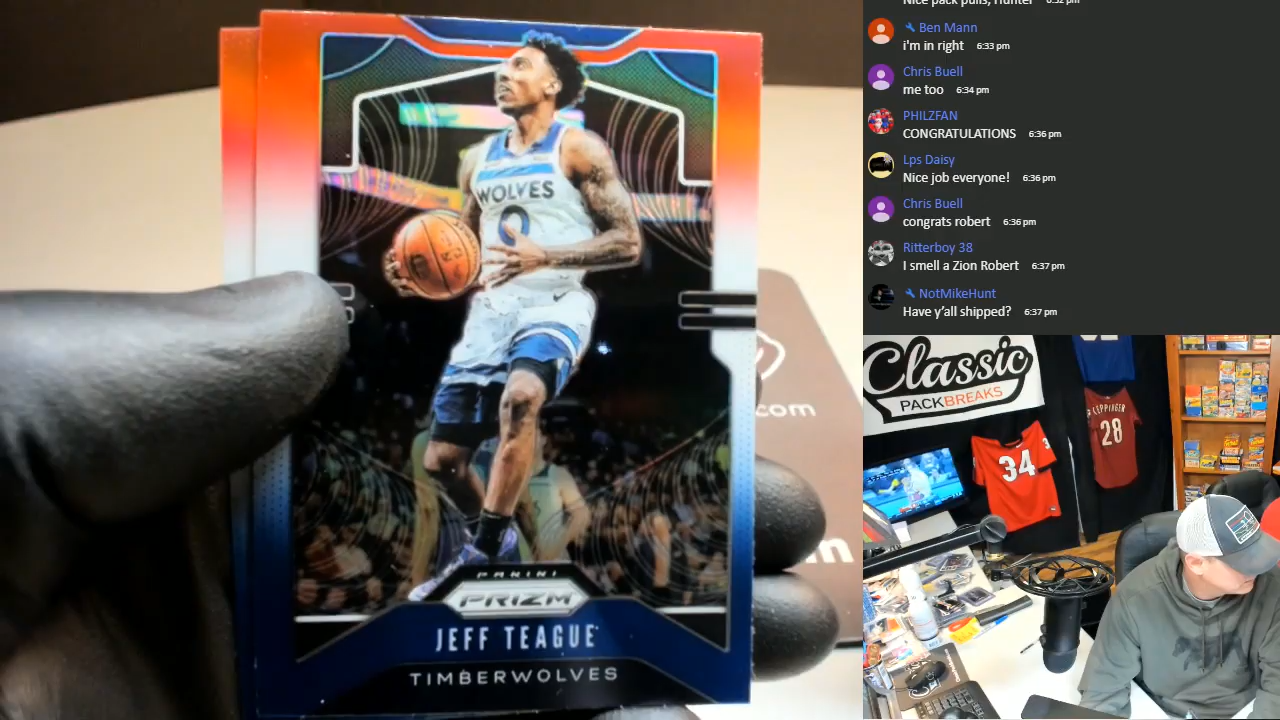 WOLVES
0
PANINI
PRIZM
JEFF TEAGUE
TIMBERWOLVES
.com
Nice pack pulls, Hunter 6:32 pm
Ben Mann
i'm in right 6:33 pm
Chris Buell
me too 6:34 pm
PHILZFAN
CONGRATULATIONS 6:36 pm
Lps Daisy
Nice job everyone! 6:36 pm
Chris Buell
congrats robert 6:36 pm
Ritterboy 38
I smell a Zion Robert 6:37 pm
NotMikeHunt
Have y'all shipped? 6:37 pm
Classic
PACKBREAKS
34
28